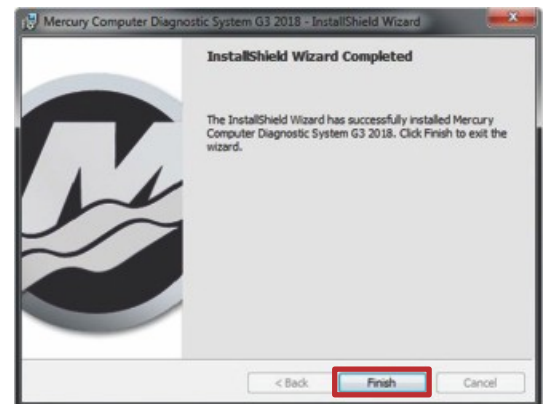 Mercury Computer Diagnostic System G3 2018 - InstallShield Wizard
InstallShield Wizard Completed
The InstallShield Wizard has successfully installed Mercury
Computer Diagnostic System G3 2018. Click Finish to exit the
wizard.
< Back Finish Cancel